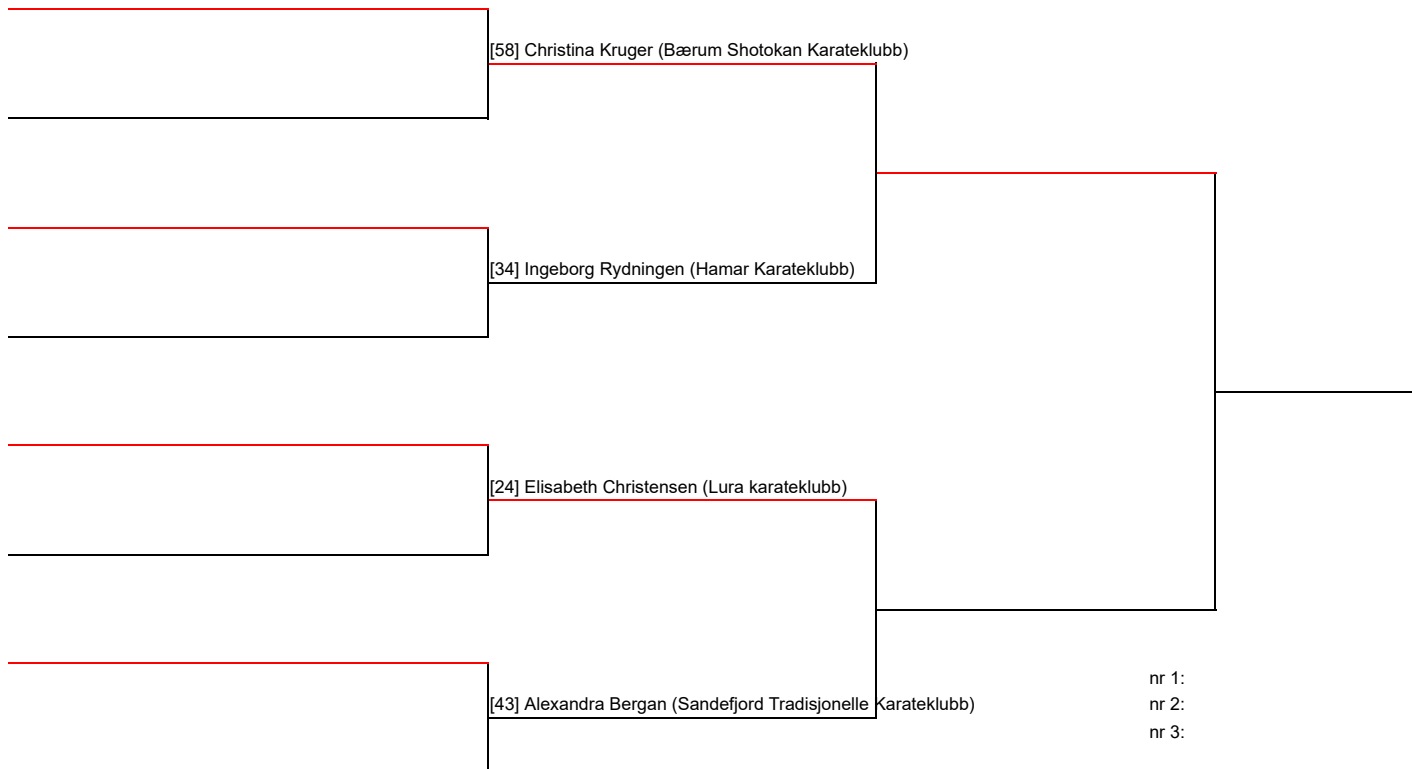 [58] Christina Kruger (Bærum Shotokan Karateklubb)
[34] Ingeborg Rydningen (Hamar Karateklubb)
[24] Elisabeth Christensen (Lura karateklubb)
[43] Alexandra Bergan (Sandefjord Tradisjonelle Karateklubb)
nr 1:
nr 2:
nr 3: